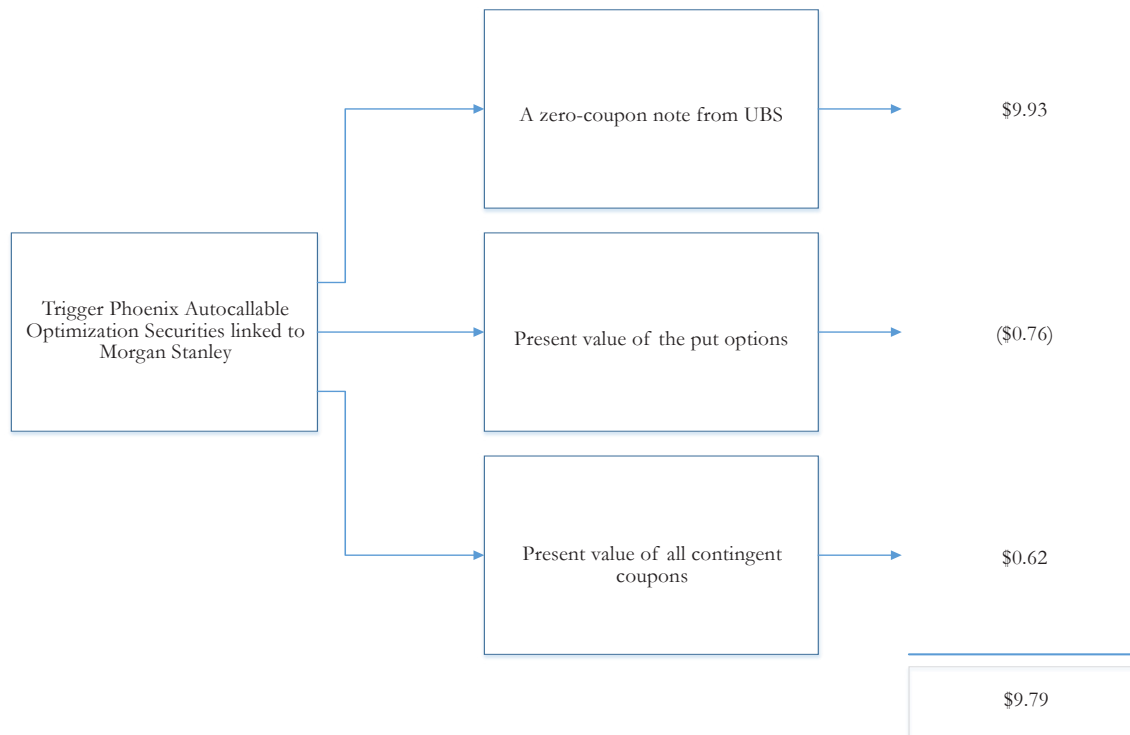 A zero-coupon note from UBS
$9.93
Trigger Phoenix Autocallable
Optimization Securities linked to
Morgan Stanley
Present value of the put options
($0.76)
Present value of all contingent
coupons
$0.62
$9.79